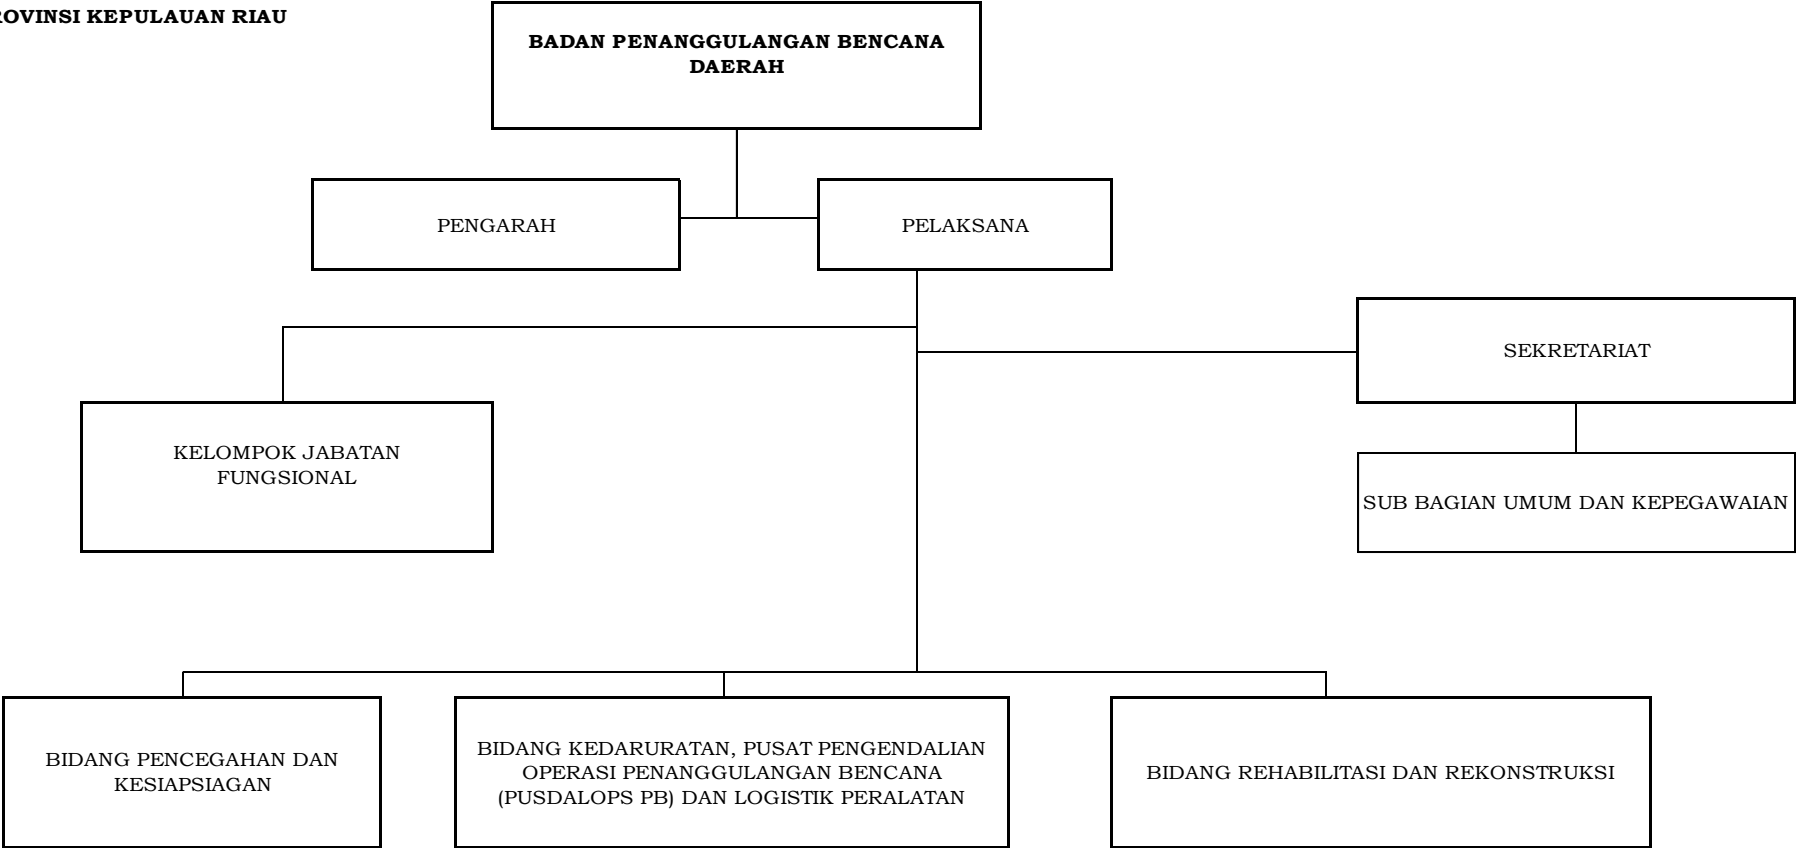 ROVINSI KEPULAUAN RIAU
BADAN PENANGGULANGAN BENCANA
DAERAH
PENGARAH
PELAKSANA
SEKRETARIAT
KELOMPOK JABATAN
FUNGSIONAL
SUB BAGIAN UMUM DAN KEPEGAWAIAN
BIDANG PENCEGAHAN DAN
KESIAPSIAGAN
BIDANG KEDARURATAN, PUSAT PENGENDALIAN
OPERASI PENANGGULANGAN BENCANA
(PUSDALOPS PB) DAN LOGISTIK PERALATAN
BIDANG REHABILITASI DAN REKONSTRUKSI